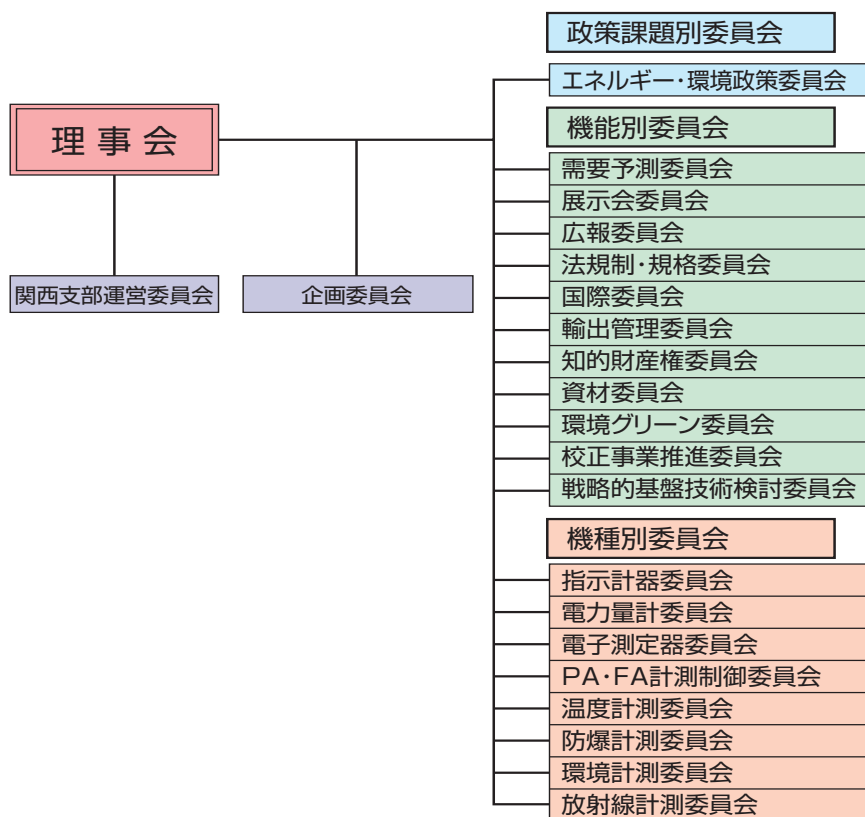 政策課題別委員会
エネルギー・環境政策委員会
理事会
機能別委員会
需要予測委員会
展示会委員会
広報委員会
法規制・規格委員会
関西支部運営委員会
企画委員会
国際委員会
輸出管理委員会
知的財産権委員会
資材委員会
環境グリーン委員会
校正事業推進委員会
戦略的基盤技術検討委員会
機種別委員会
指示計器委員会
電力量計委員会
電子測定器委員会
PA・FA計測制御委員会
温度計測委員会
防爆計測委員会
環境計測委員会
放射線計測委員会